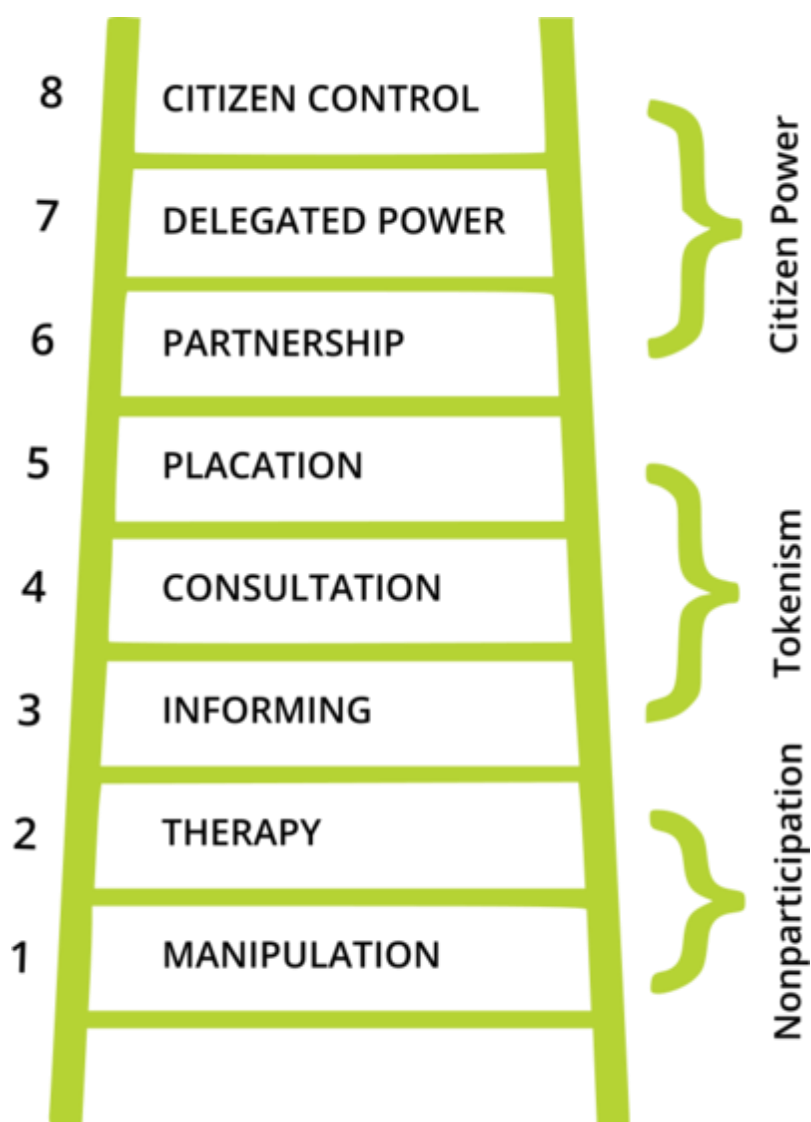 8 CITIZEN CONTROL
7 DELEGATED POWER
6 PARTNERSHIP
Citizen Power
5 PLACATION
4 CONSULTATION
3 INFORMING
Tokenism
2 THERAPY
1 MANIPULATION
Nonparticipation